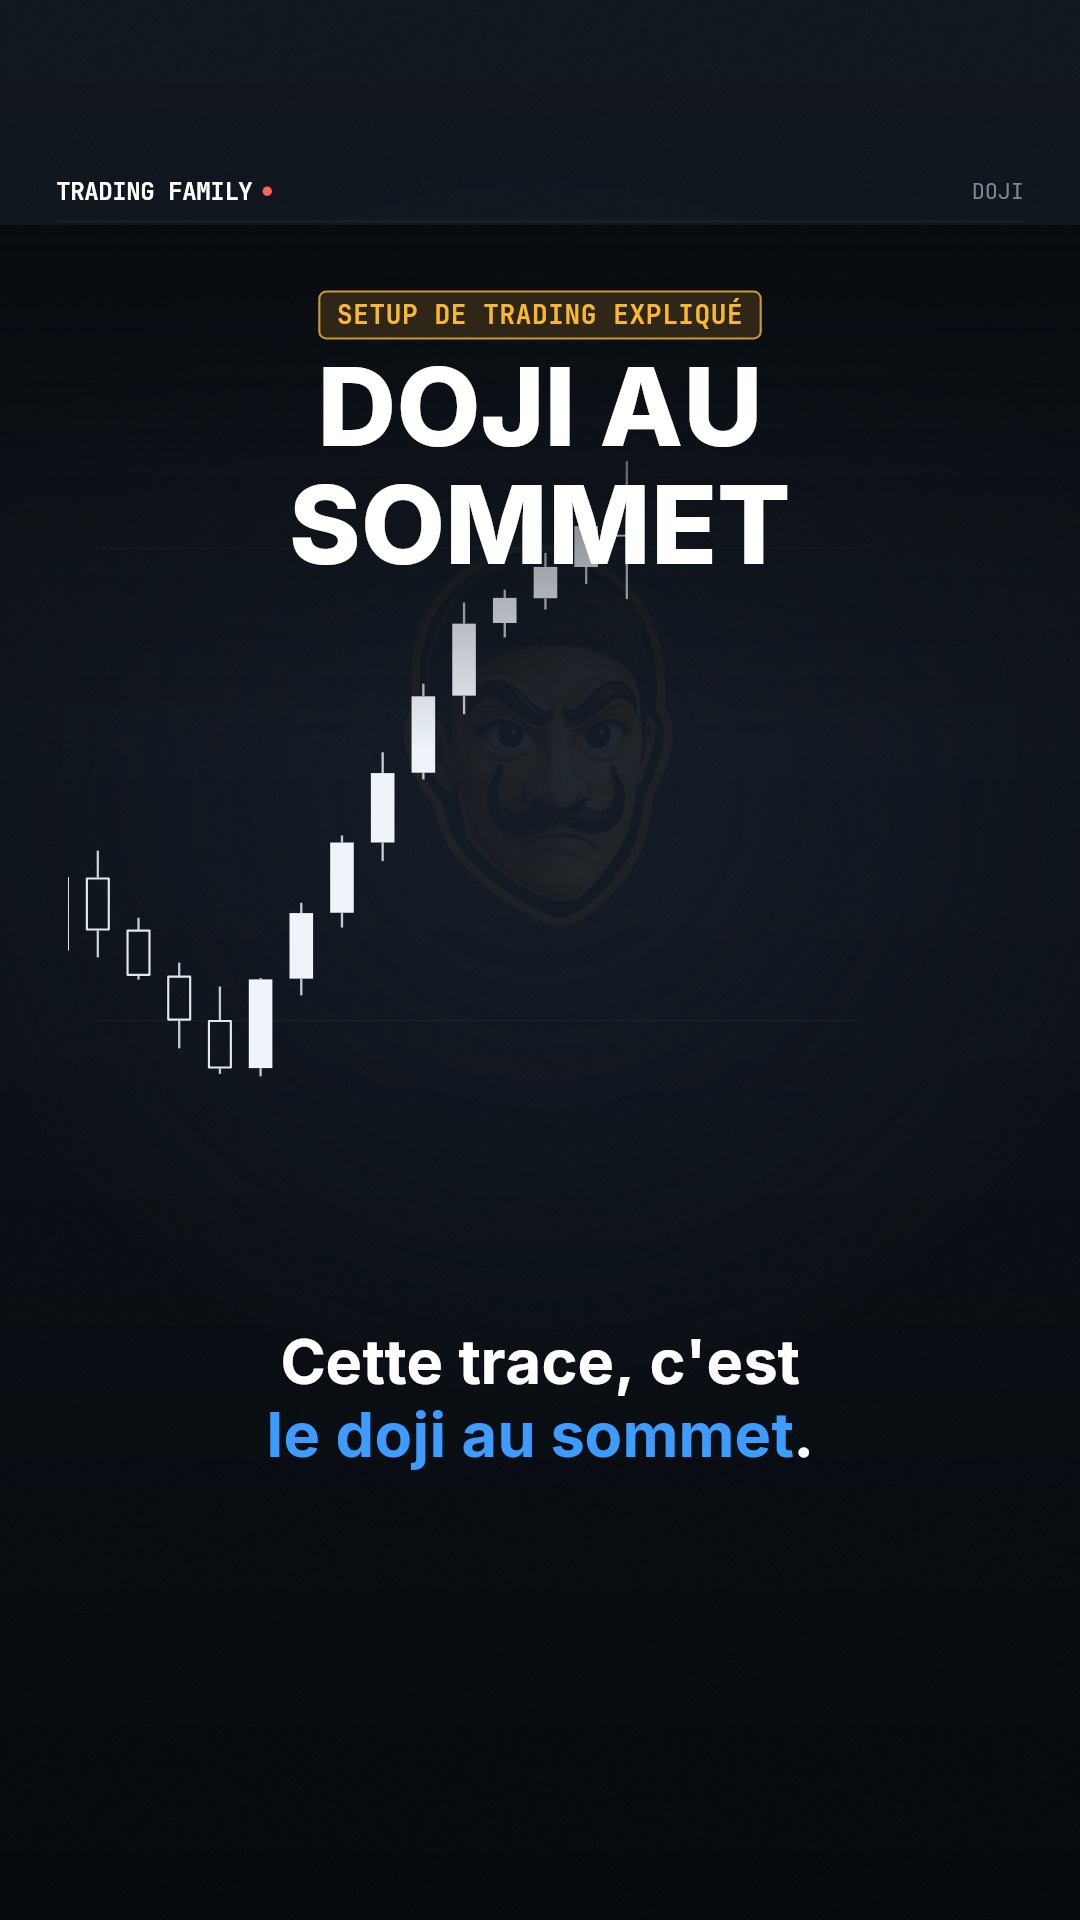 TRADING FAMILY
DOJI
SETUP DE TRADING EXPLIQUÉ
DOJI AU
SOMMET
Cette trace, c'est
le doji au sommet.